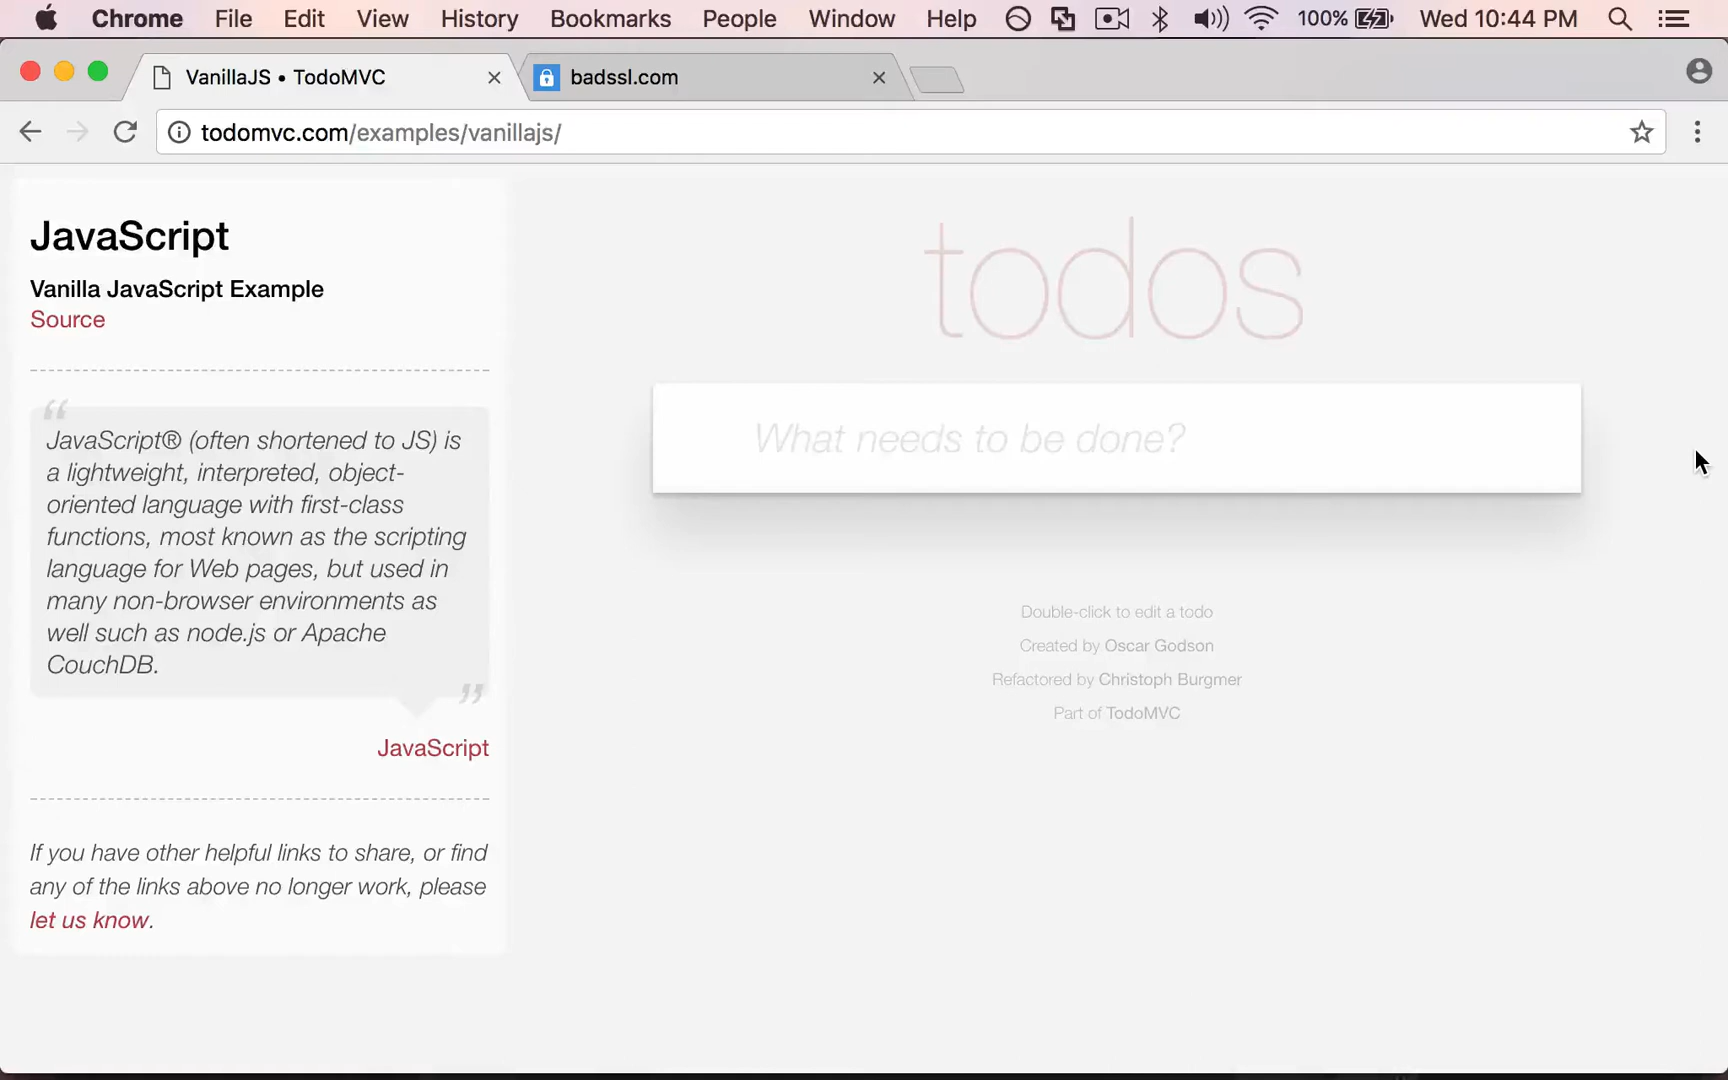 Chrome File Edit View History Bookmarks People Window Help 100% Wed 10:44 PM
VanillaJS • TodoMVC badssl.com
todomvc.com/examples/vanillajs/
JavaScript
Vanilla JavaScript Example
Source
“
JavaScript® (often shortened to JS) is
a lightweight, interpreted, object-
oriented language with first-class
functions, most known as the scripting
language for Web pages, but used in
many non-browser environments as
well such as node.js or Apache
CouchDB.
”
JavaScript
If you have other helpful links to share, or find
any of the links above no longer work, please
let us know.
todos
What needs to be done?
Double-click to edit a todo
Created by Oscar Godson
Refactored by Christoph Burgmer
Part of TodoMVC